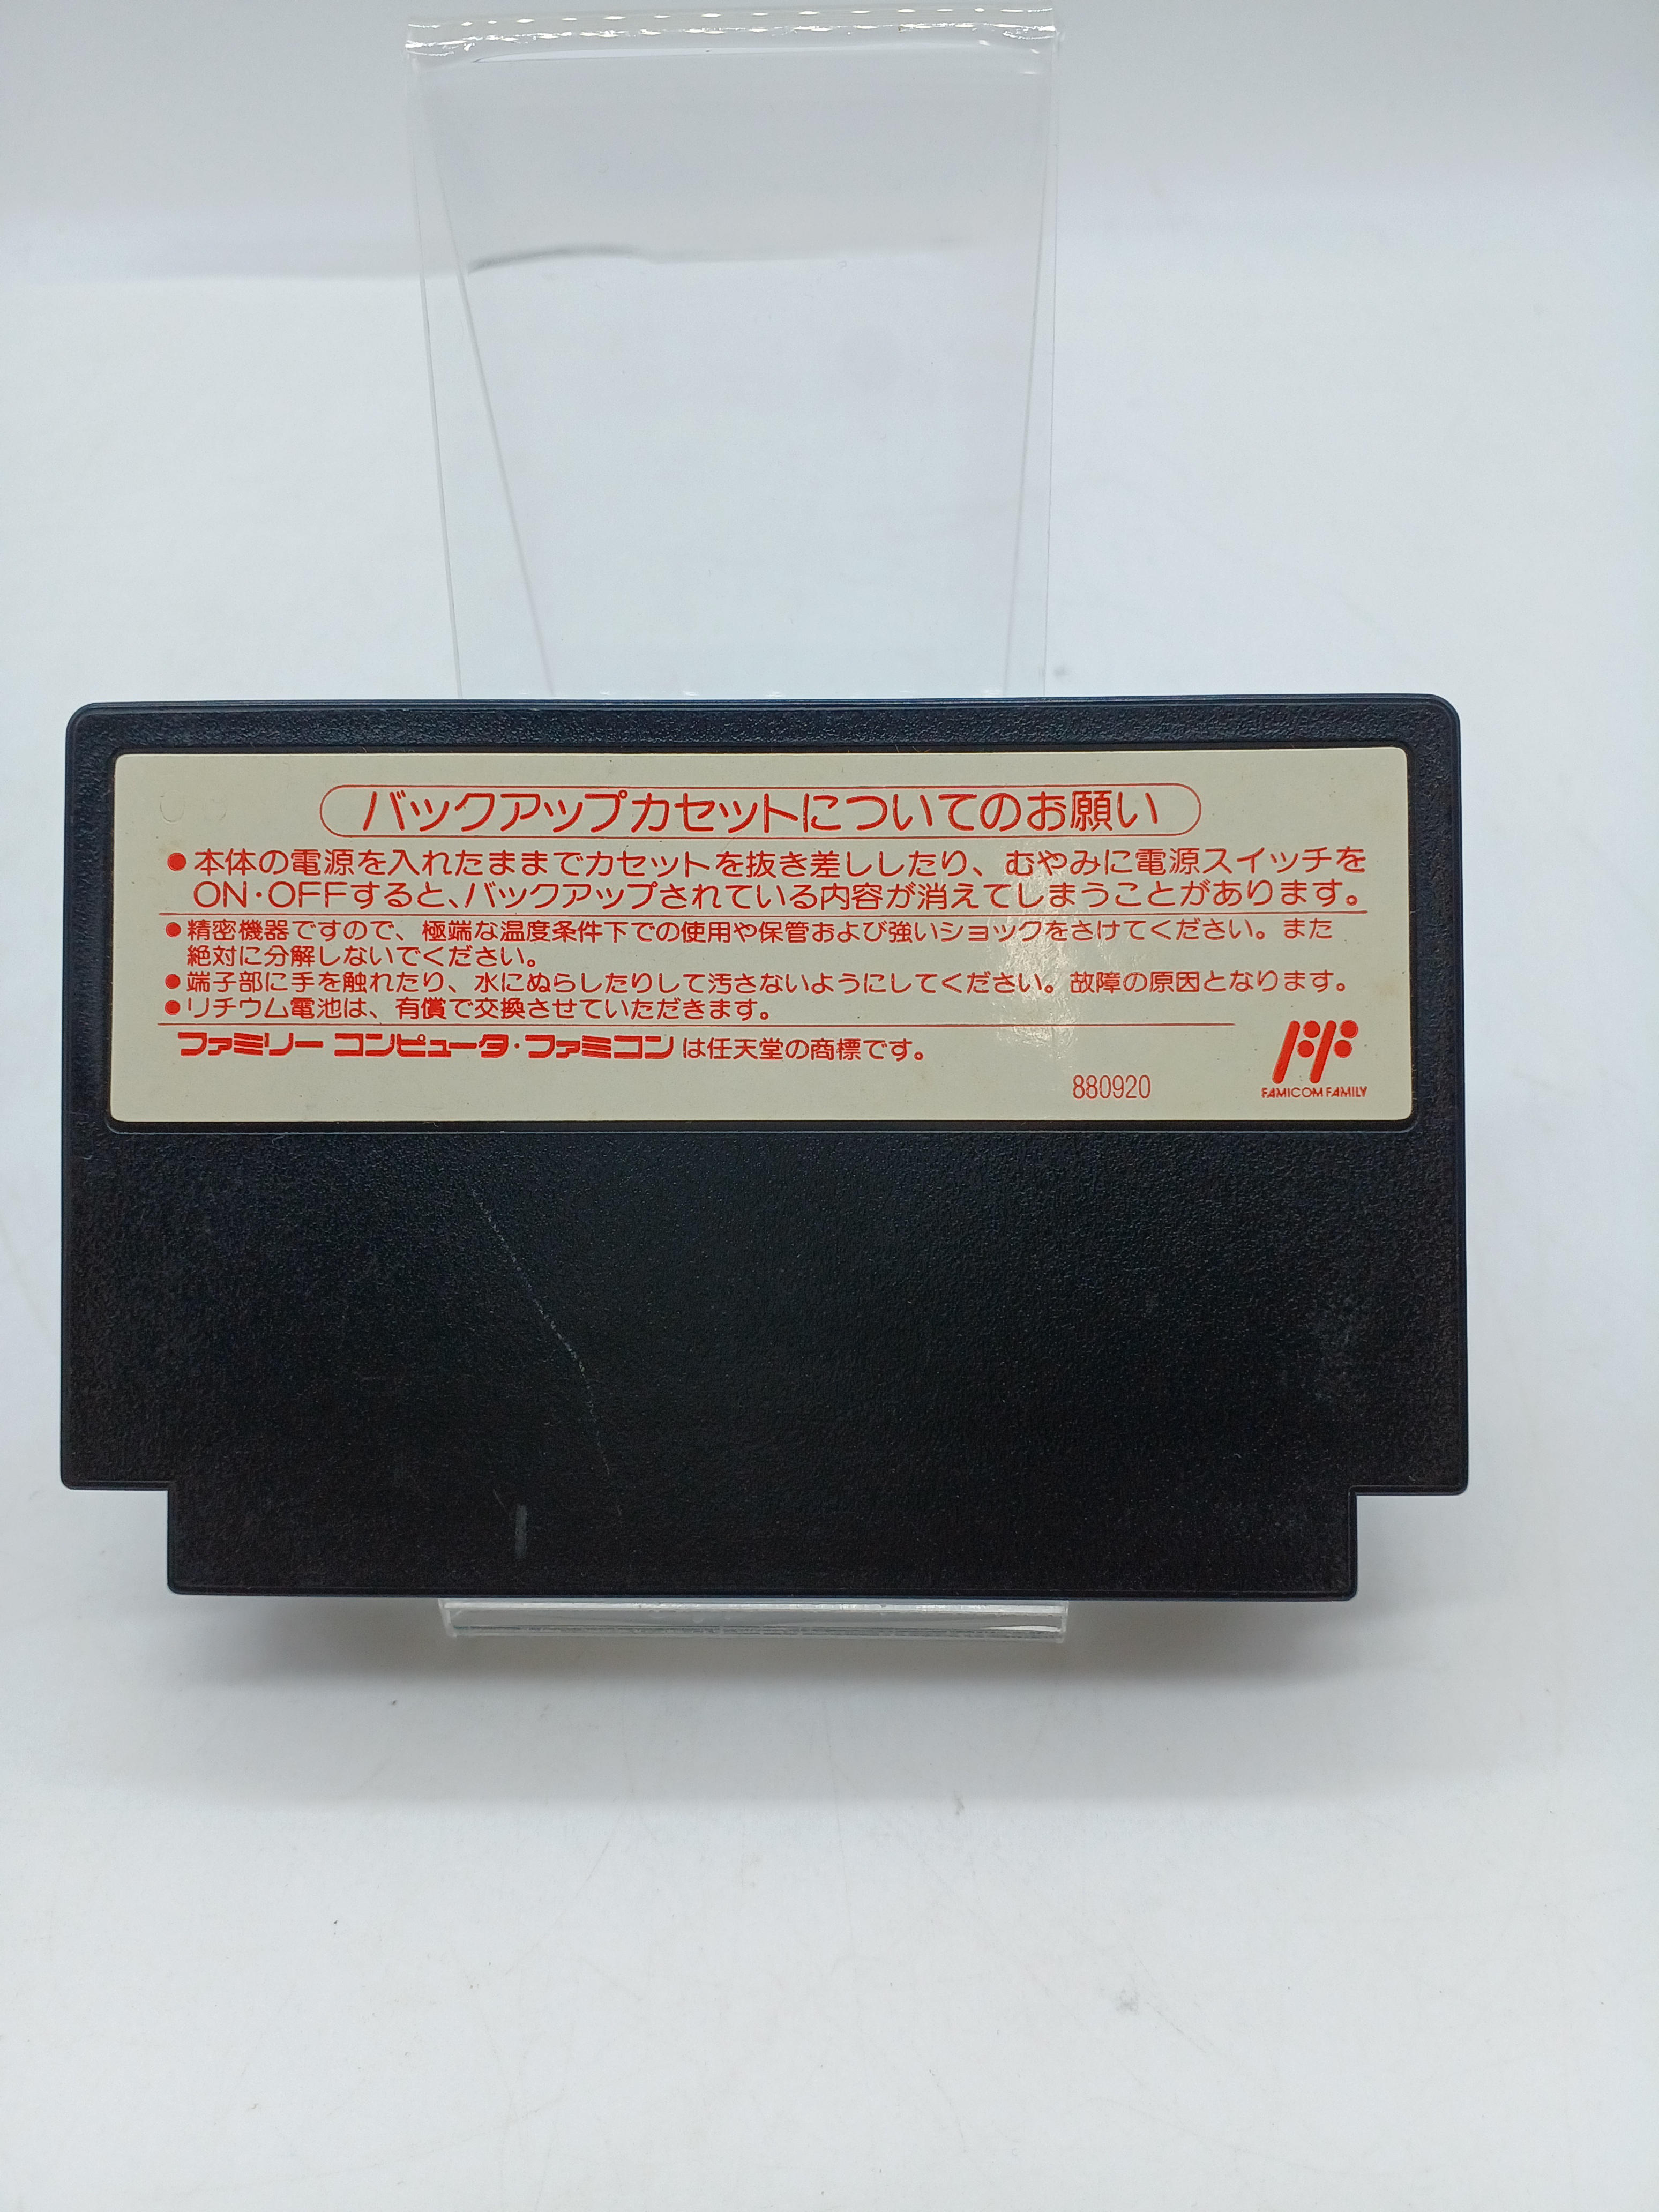 バックアップカセットについてのお願い
●本体の電源を入れたままでカセットを抜き差ししたり、むやみに電源スイッチを
ON・OFFすると、バックアップされている内容が消えてしまうことがあります。
●精密機器ですので、極端な温度条件下での使用や保管および強いショックをさけてください。また
絶対に分解しないでください。
●端子部に手を触れたり、水にぬらしたりして汚さないようにしてください。故障の原因となります。
●リチウム電池は、有償で交換させていただきます。
ファミリー コンピュータ・ファミコンは任天堂の商標です。
880920
FAMICOM FAMILY